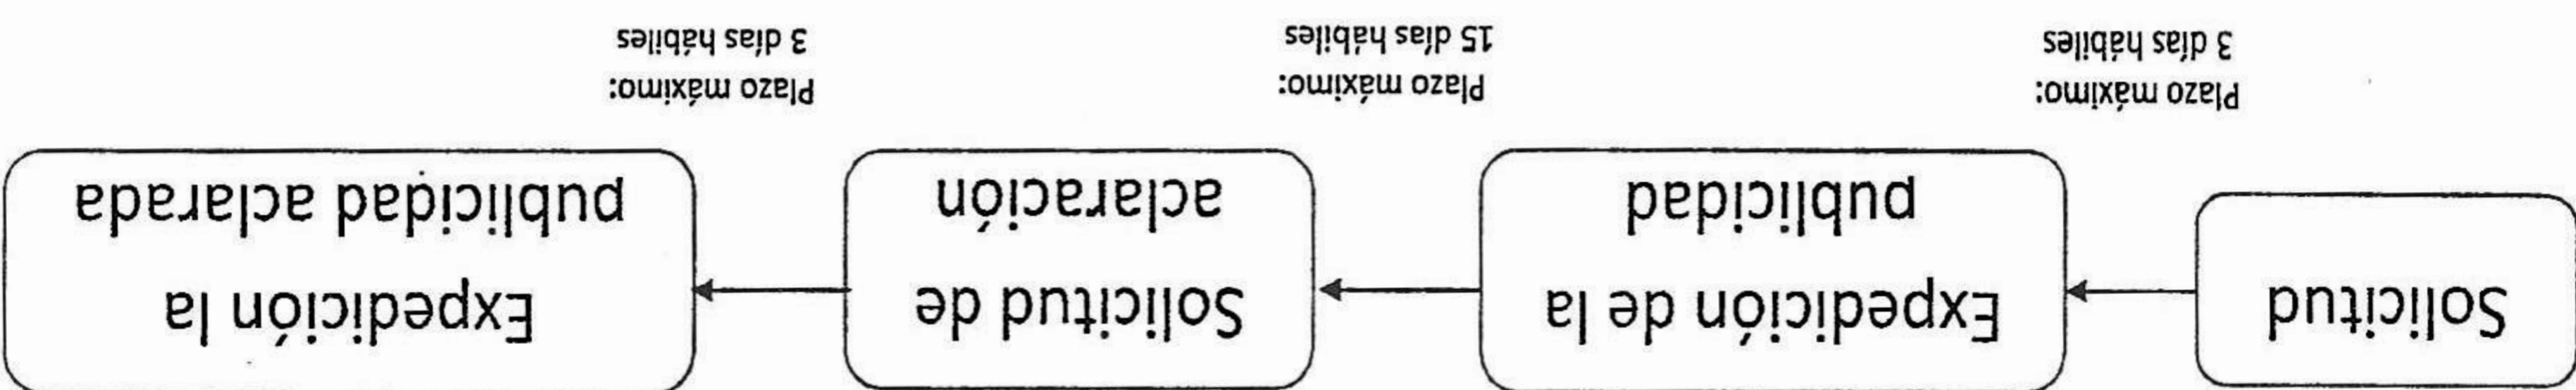 Solicitud
Expedición de la
publicidad
Solicitud de
aclaración
Expedición la
publicidad aclarada
Plazo máximo:
3 días hábiles
Plazo máximo:
15 días hábiles
Plazo máximo:
3 días hábiles